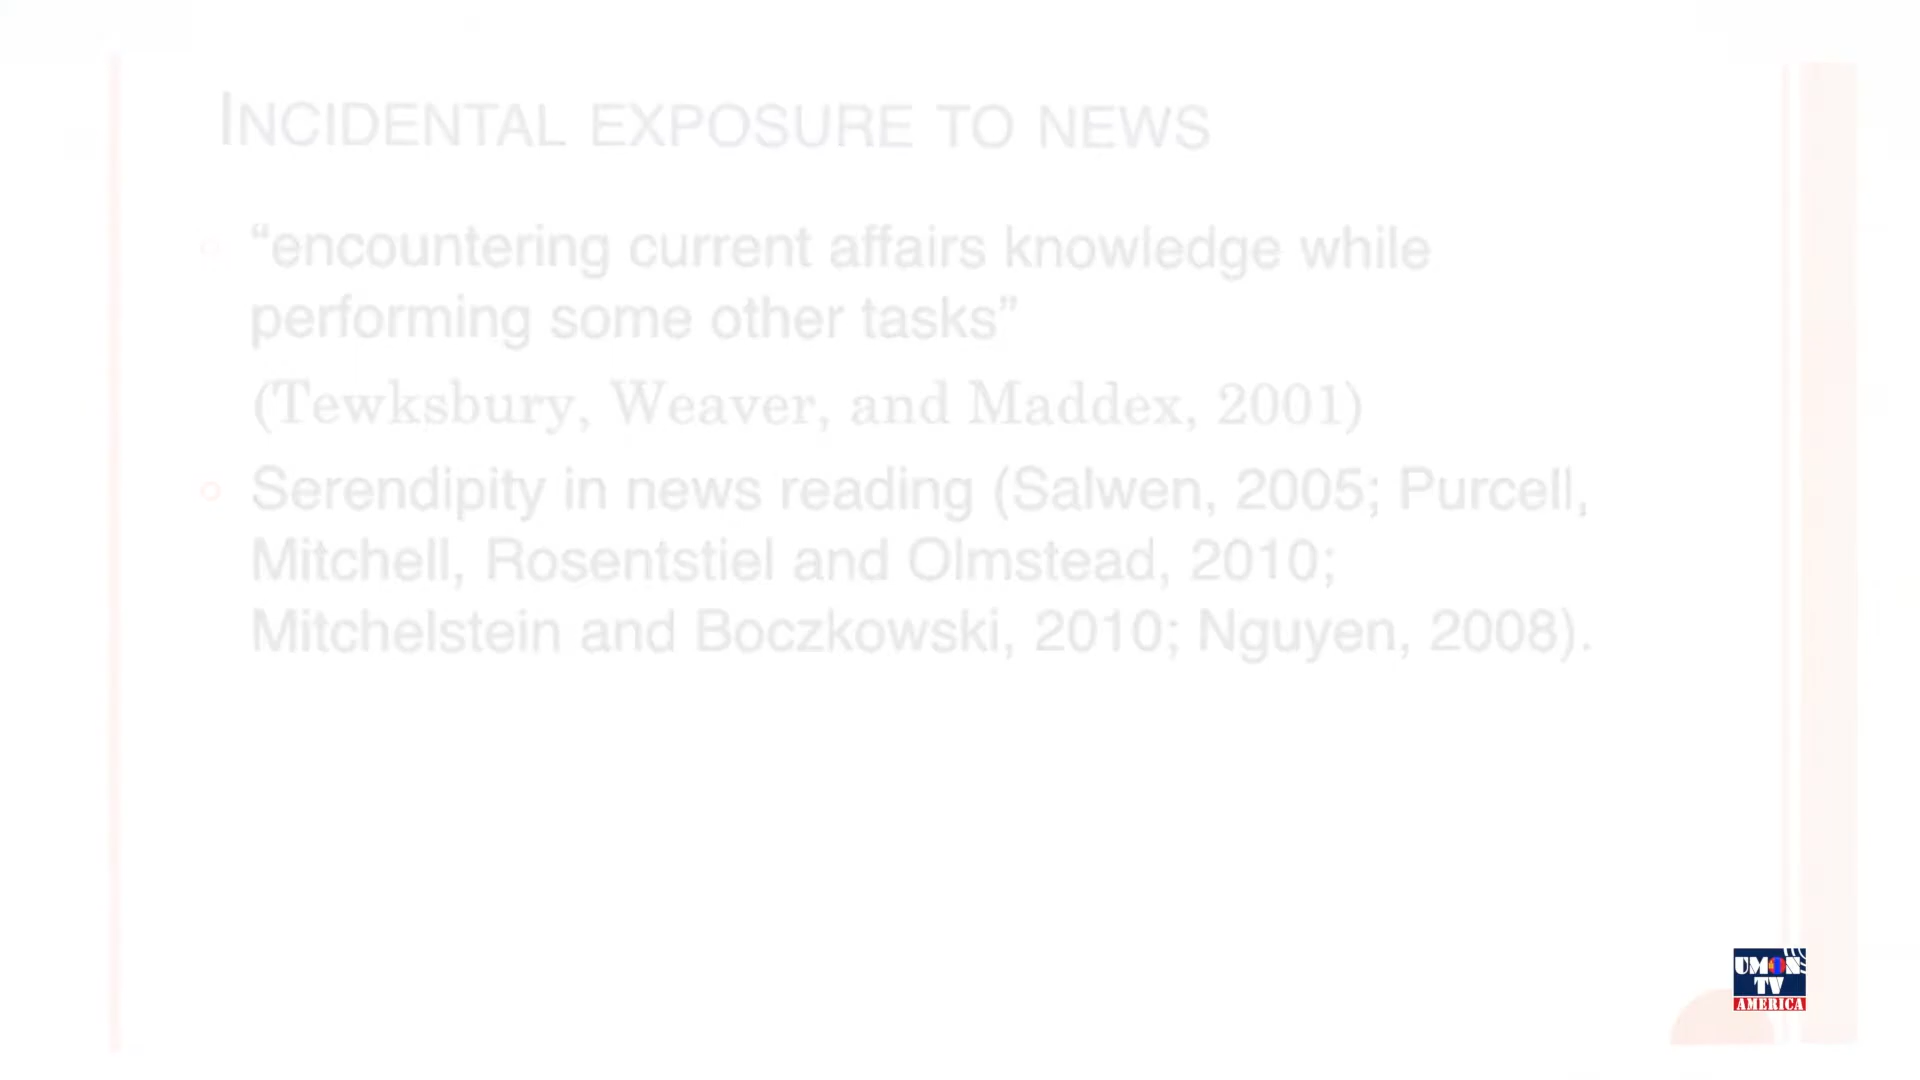 INCIDENTAL EXPOSURE TO NEWS
“encountering current affairs knowledge while
performing some other tasks”
(Tewksbury, Weaver, and Maddex, 2001)
Serendipity in news reading (Salwen, 2005; Purcell,
Mitchell, Rosentstiel and Olmstead, 2010;
Mitchelstein and Boczkowski, 2010; Nguyen, 2008).
UMON
TV
AMERICA